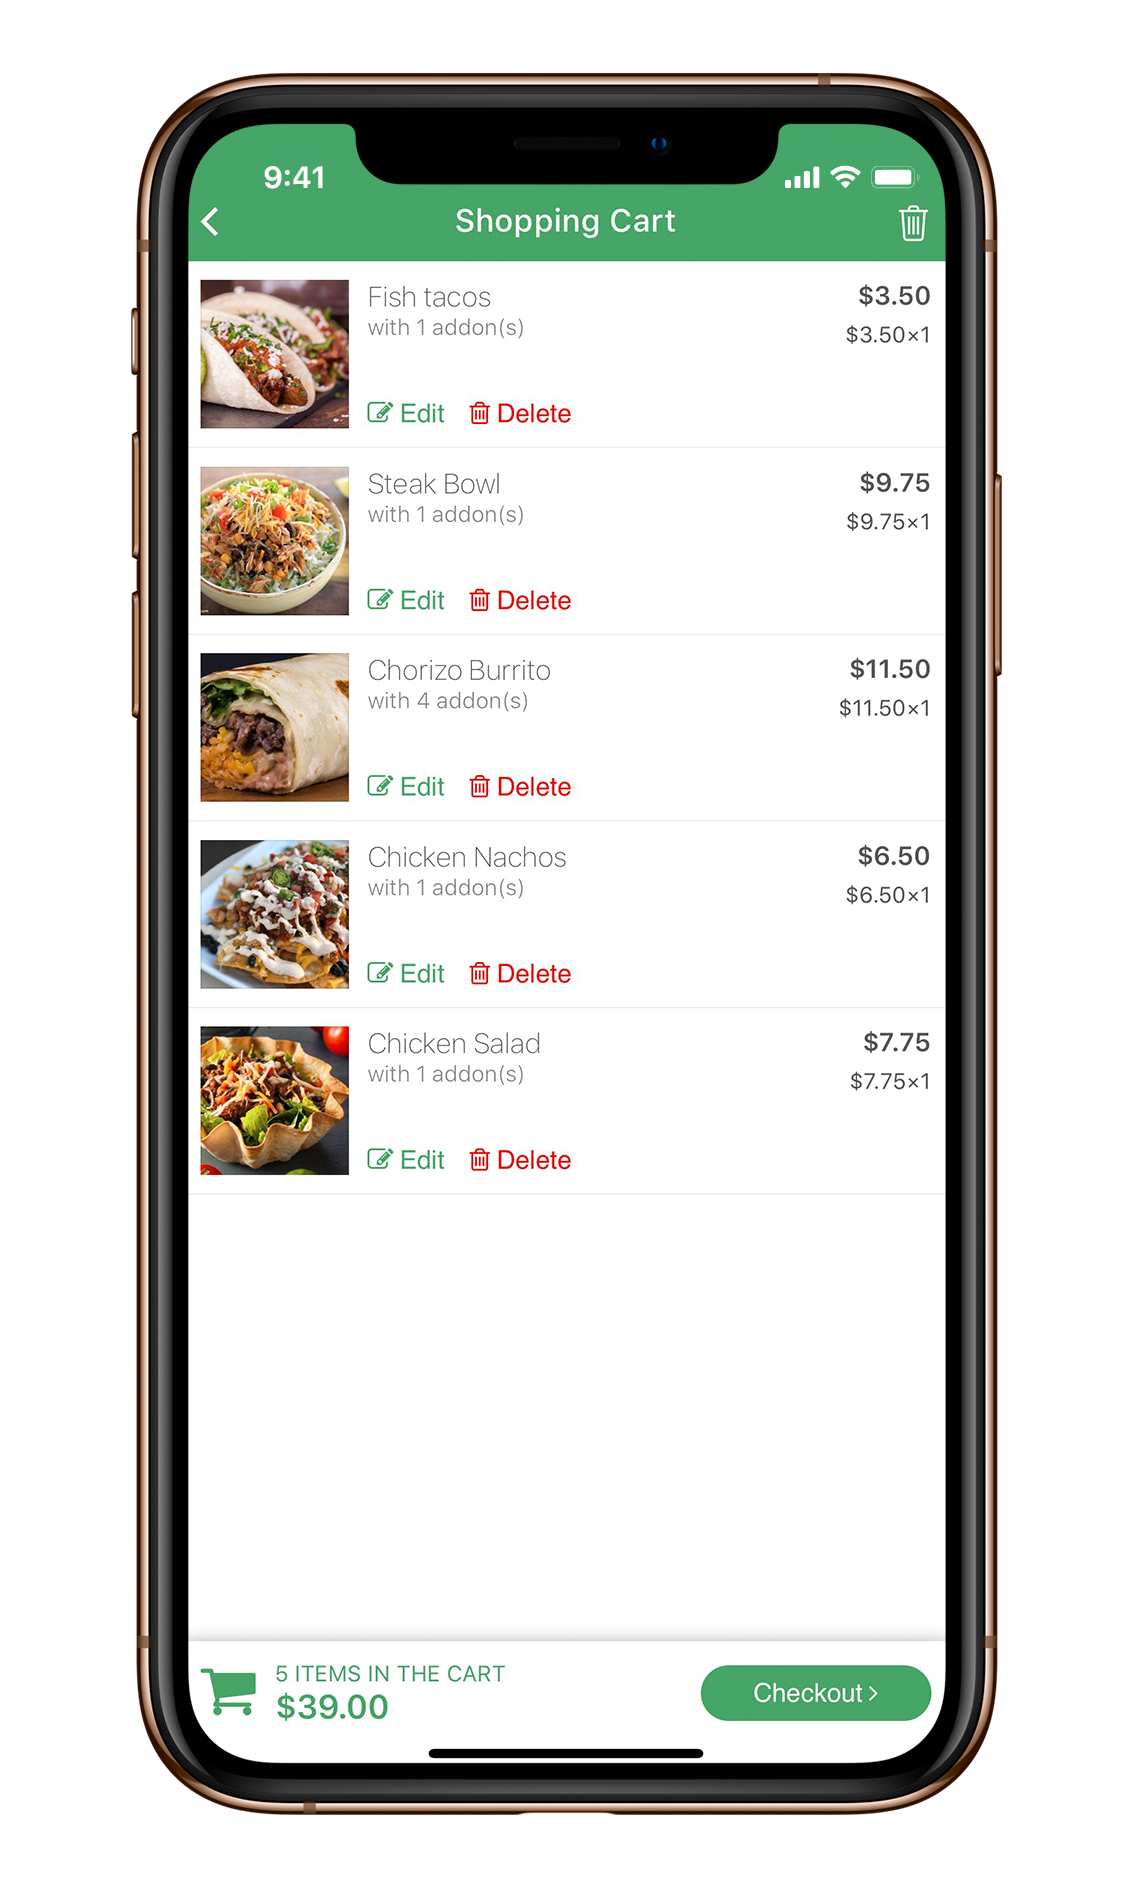 9:41
Shopping Cart
Fish tacos
with 1 addon(s)
$3.50
$3.50×1
Edit Delete
Steak Bowl
with 1 addon(s)
$9.75
$9.75×1
Edit Delete
Chorizo Burrito
with 4 addon(s)
$11.50
$11.50×1
Edit Delete
Chicken Nachos
with 1 addon(s)
$6.50
$6.50×1
Edit Delete
Chicken Salad
with 1 addon(s)
$7.75
$7.75×1
Edit Delete
5 ITEMS IN THE CART
$39.00
Checkout